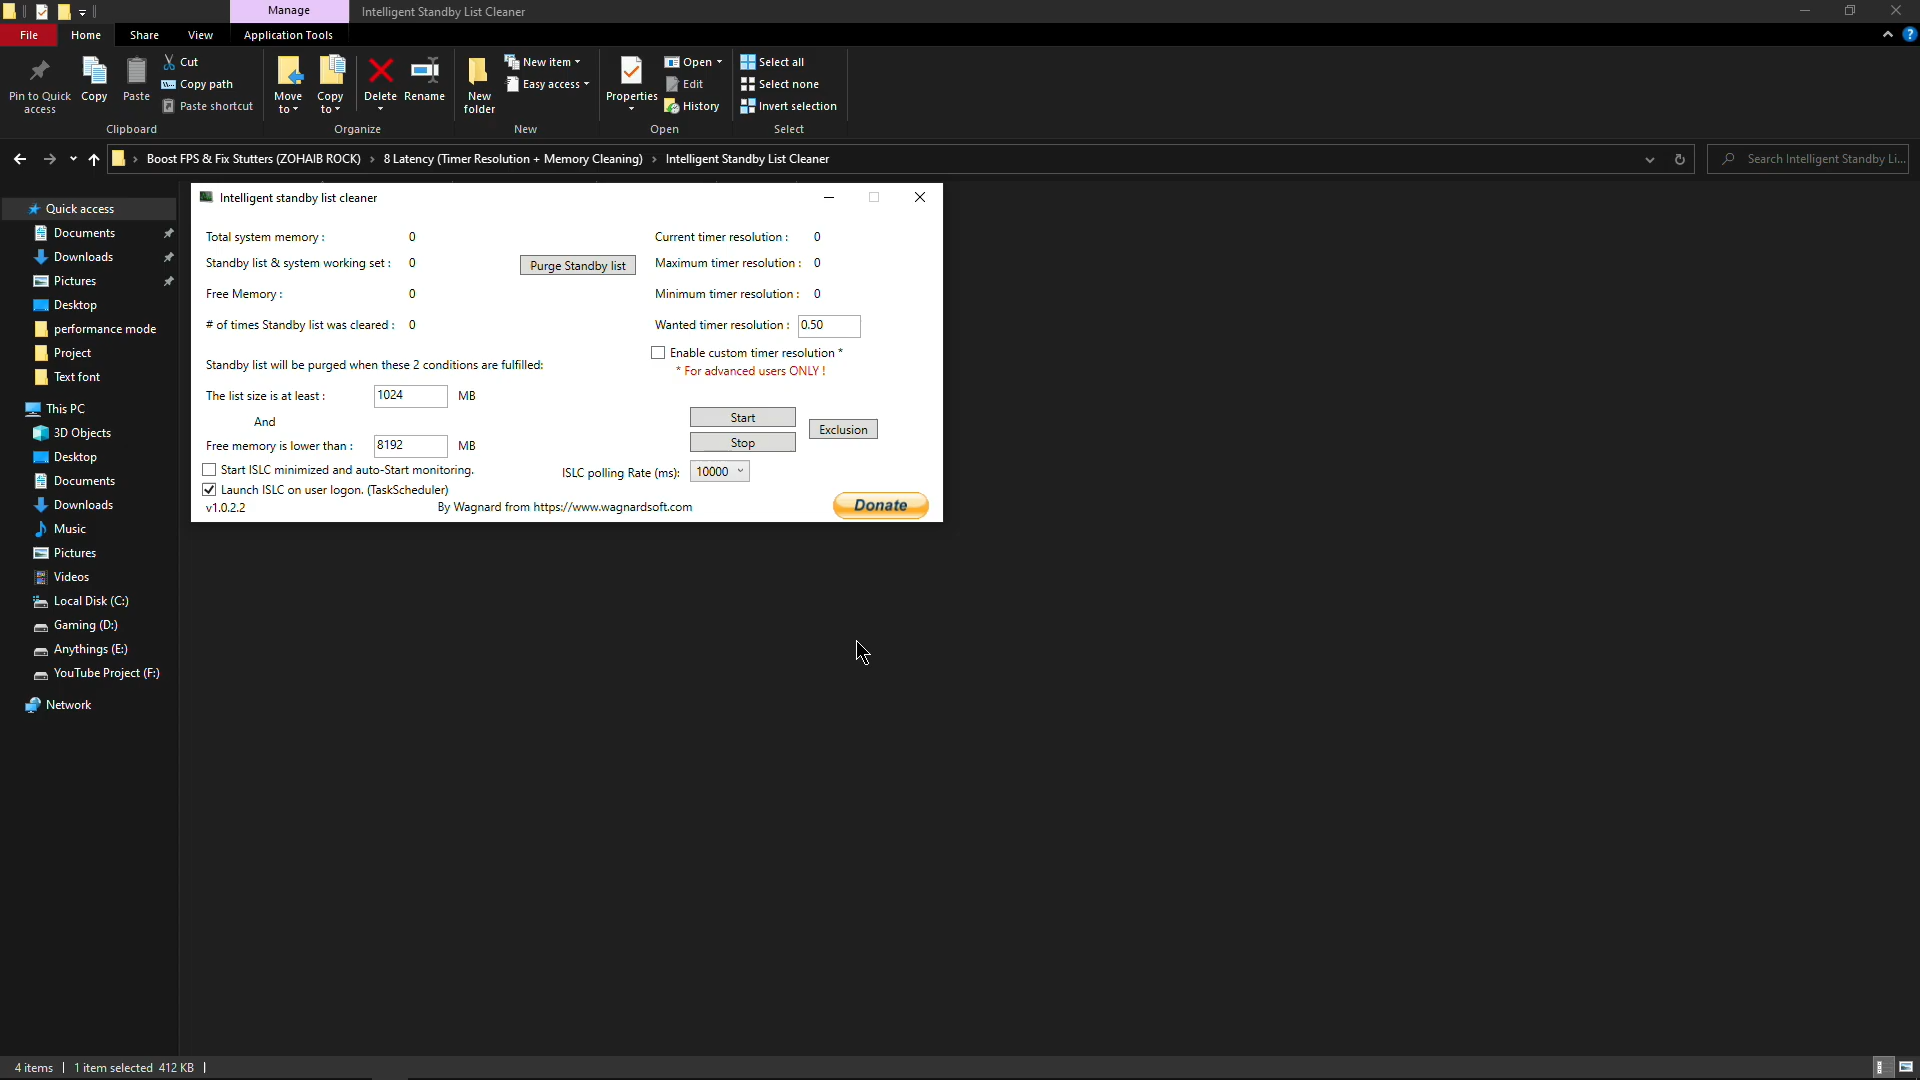 Manage
Intelligent Standby List Cleaner
File
Home
Share
View
Application Tools
Pin to Quick access
Copy
Paste
Cut
Copy path
Paste shortcut
Clipboard
Move to
Copy to
Delete
Rename
Organize
New folder
New item
Easy access
New
Properties
Open
Edit
History
Open
Select all
Select none
Invert selection
Select
Boost FPS & Fix Stutters (ZOHAIB ROCK) > 8 Latency (Timer Resolution + Memory Cleaning) > Intelligent Standby List Cleaner
Search Intelligent Standby Li...
Quick access
Documents
Downloads
Pictures
Desktop
performance mode
Project
Text font
This PC
3D Objects
Desktop
Documents
Downloads
Music
Pictures
Videos
Local Disk (C:)
Gaming (D:)
Anythings (E:)
YouTube Project (F:)
Network
Intelligent standby list cleaner
Total system memory : 0
Standby list & system working set : 0
Free Memory : 0
# of times Standby list was cleared : 0
Purge Standby list
Current timer resolution : 0
Maximum timer resolution : 0
Minimum timer resolution : 0
Wanted timer resolution : 0.50
Enable custom timer resolution *
* For advanced users ONLY !
Standby list will be purged when these 2 conditions are fulfilled:
The list size is at least : 1024 MB
And
Free memory is lower than : 8192 MB
Start
Stop
Exclusion
Start ISLC minimized and auto-Start monitoring.
ISLC polling Rate (ms): 10000
Launch ISLC on user logon. (TaskScheduler)
v1.0.2.2
By Wagnard from https://www.wagnardsoft.com
Donate
4 items
1 item selected 412 KB